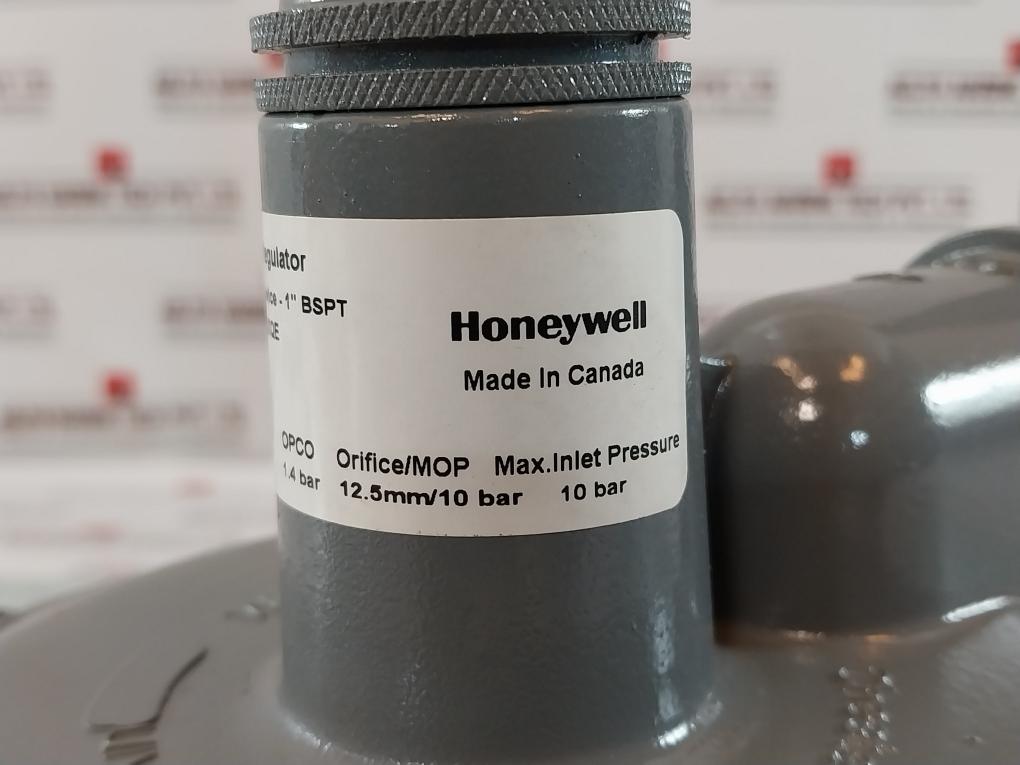 egulator
1" BSPT
Honeywell
Made In Canada
OPCO Orifice/MOP Max.Inlet Pressure
1.4 bar 12.5mm/10 bar 10 bar